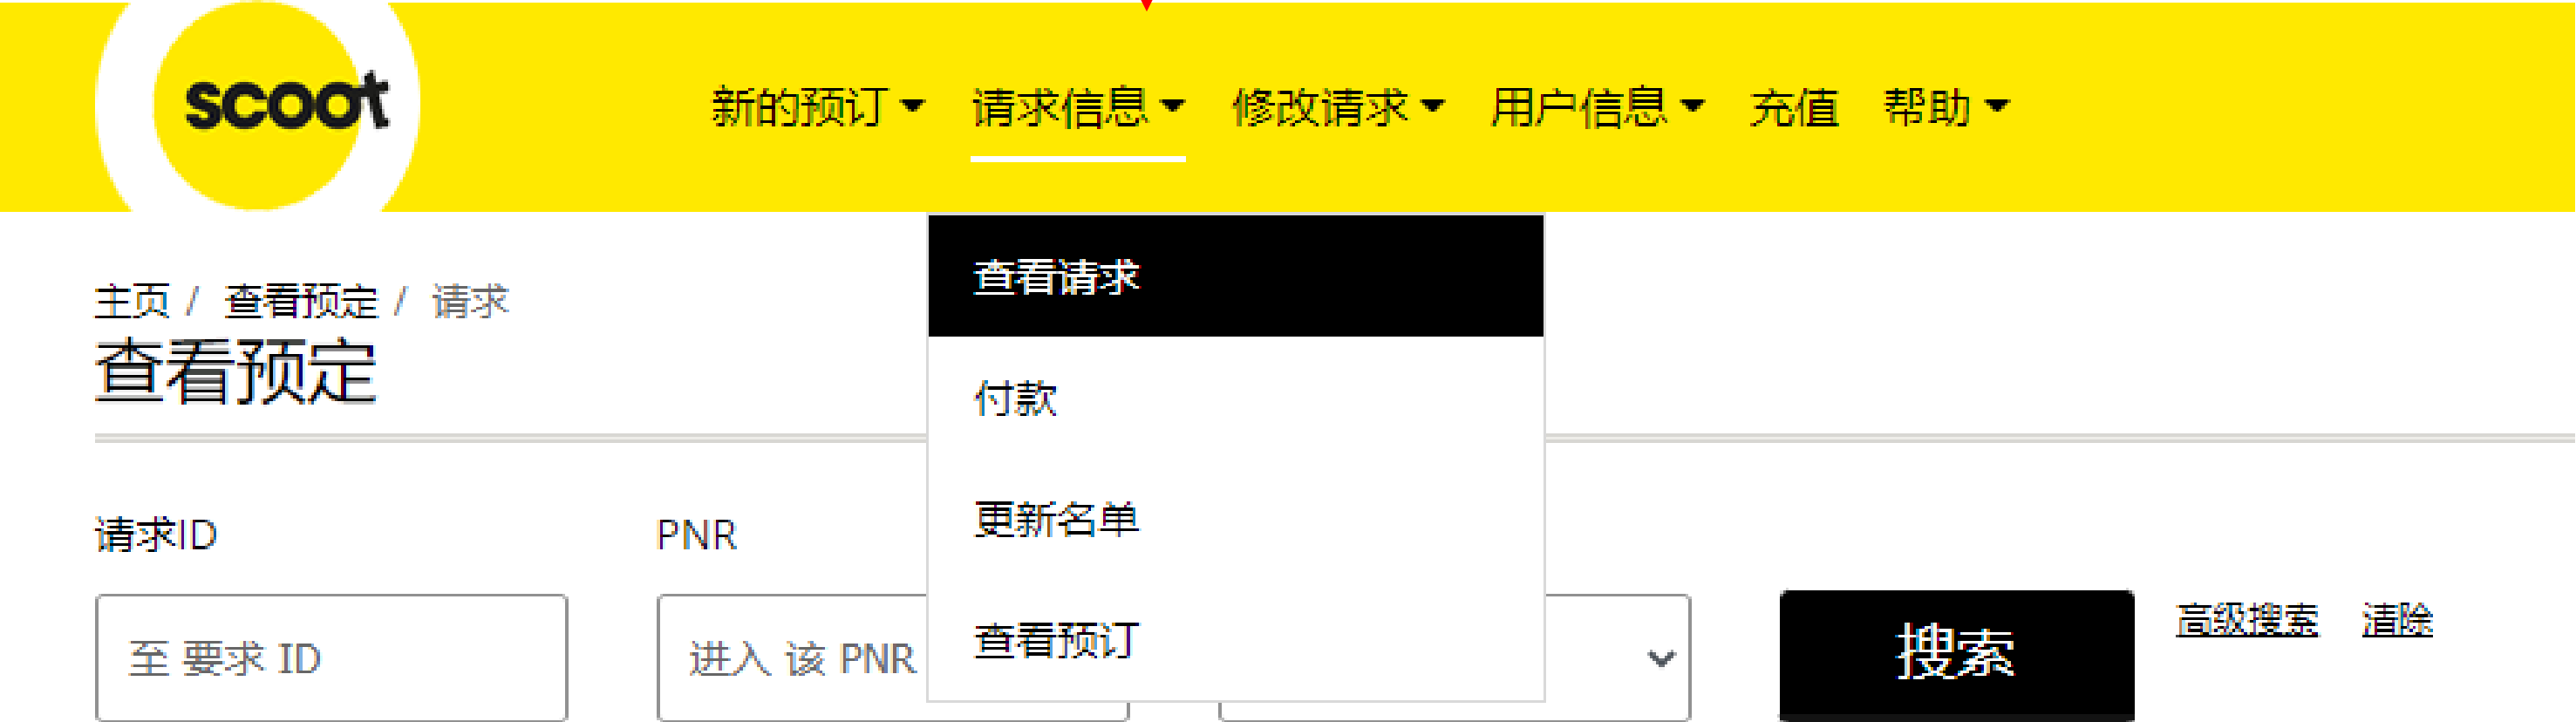 scoot
新的预订 请求信息 修改请求 用户信息 充值 帮助
查看请求
付款
更新名单
查看预订
主页 / 查看预定 / 请求
查看预定
请求ID
至 要求 ID
PNR
进入 该 PNR
搜索
高级搜索 清除